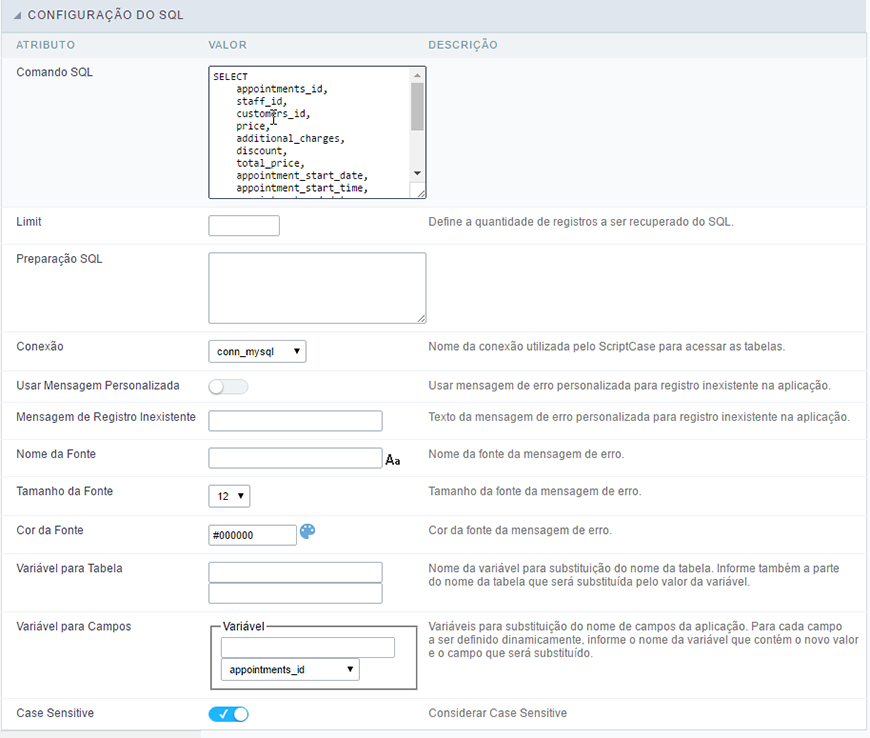 CONFIGURAÇÃO DO SQL
ATRIBUTO VALOR DESCRIÇÃO
Comando SQL
SELECT
appointments_id,
staff_id,
customers_id,
price,
additional_charges,
discount,
total_price,
appointment_start_date,
appointment_start_time,
Limit Define a quantidade de registros a ser recuperado do SQL.
Preparação SQL
Conexão conn_mysql Nome da conexão utilizada pelo ScriptCase para acessar as tabelas.
Usar Mensagem Personalizada Usar mensagem de erro personalizada para registro inexistente na aplicação.
Mensagem de Registro Inexistente Texto da mensagem de erro personalizada para registro inexistente na aplicação.
Nome da Fonte Aa Nome da fonte da mensagem de erro.
Tamanho da Fonte 12 Tamanho da fonte da mensagem de erro.
Cor da Fonte #000000 Cor da fonte da mensagem de erro.
Variável para Tabela Nome da variável para substituição do nome da tabela. Informe também a parte
do nome da tabela que será substituída pelo valor da variável.
Variável para Campos Variável Variáveis para substituição do nome de campos da aplicação. Para cada campo
a ser definido dinamicamente, informe o nome da variável que contém o novo valor
e o campo que será substituído.
appointments_id
Case Sensitive Considerar Case Sensitive